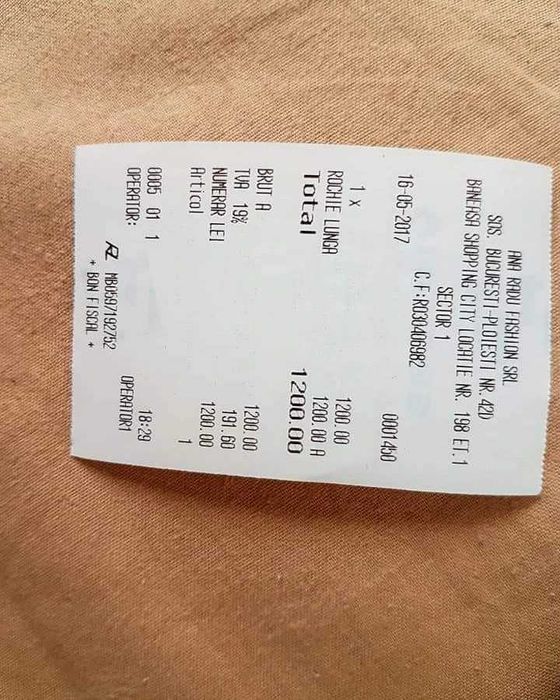 ANA RADU FASHION SRL
SOS. BUCURESTI-PLOIESTI NR. 42D
BANEASA SHOPPING CITY LOCATIE NR. 198 ET.1
SECTOR 1
C.F:RO30406982
16-05-2017 0001450
1 X 1200.00
ROCHIE LUNGA 1200.00 A
Total 1200.00
BRUT A 1200.00
TVA 19% 191.60
NUMERAR LEI 1200.00
Articol 1
0005 01 1 18:29
OPERATOR: OPERATOR1
MB0597192752
* BON FISCAL *